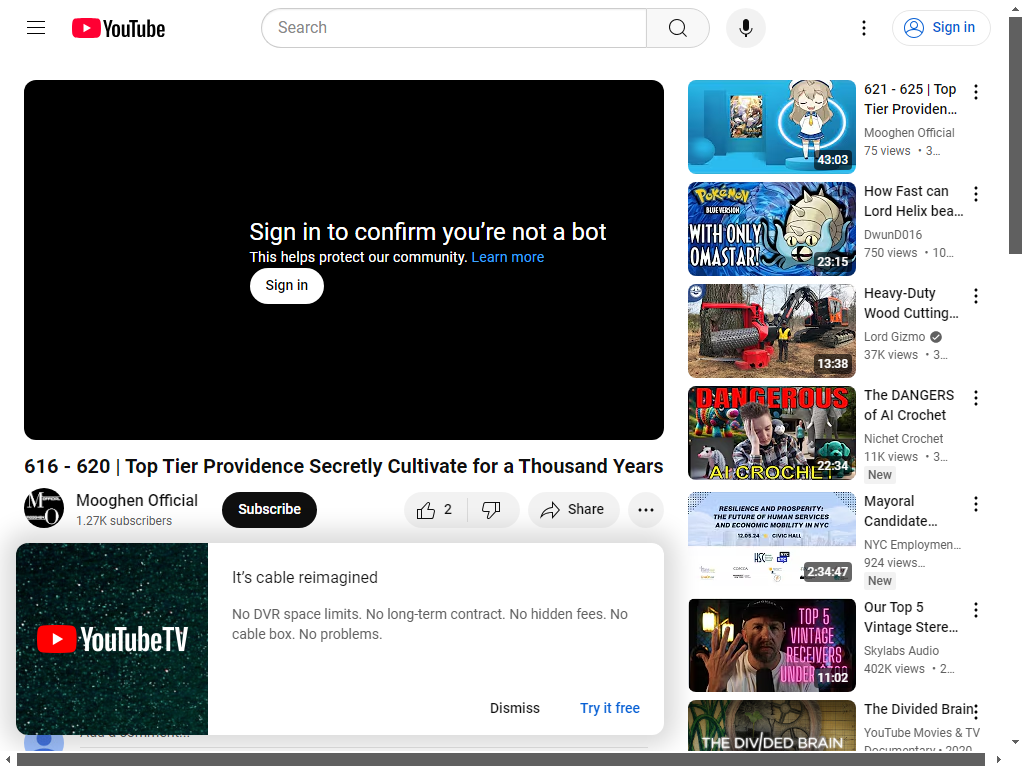 YouTube
Search
Sign in
Sign in to confirm you’re not a bot
This helps protect our community. Learn more
Sign in
616 - 620 | Top Tier Providence Secretly Cultivate for a Thousand Years
Mooghen Official
1.27K subscribers
Subscribe
2
Share
YouTubeTV
It’s cable reimagined
No DVR space limits. No long-term contract. No hidden fees. No
cable box. No problems.
Dismiss
Try it free
Add a comment...
43:03
621 - 625 | Top
Tier Providen...
Mooghen Official
75 views • 3...
POKéMON
BLUE VERSION
WITH ONLY
OMASTAR!
23:15
How Fast can
Lord Helix bea...
DwunD016
750 views • 10...
13:38
Heavy-Duty
Wood Cutting...
Lord Gizmo
37K views • 3...
DANGEROUS
AI CROCHET
22:34
The DANGERS
of AI Crochet
Nichet Crochet
11K views • 3...
New
RESILIENCE AND PROSPERITY:
THE FUTURE OF HUMAN SERVICES
AND ECONOMIC MOBILITY IN NYC
12.05.24
CIVIC HALL
HSC
NYC
2:34:47
Mayoral
Candidate...
NYC Employmen...
924 views...
New
TOP 5
VINTAGE
RECEIVERS
UNDER
11:02
Our Top 5
Vintage Stere...
Skylabs Audio
402K views • 2...
THE DIVIDED BRAIN
The Divided Brain
YouTube Movies & TV
Documentary • 2020